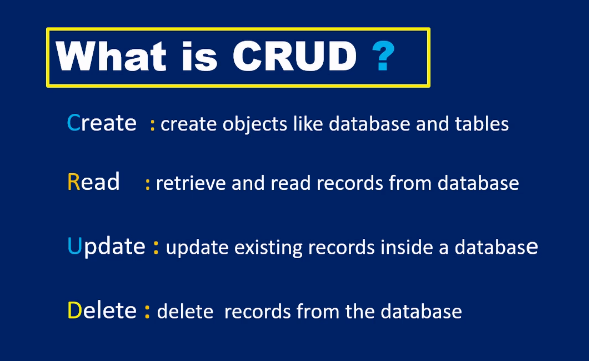 What is CRUD ?
Create : create objects like database and tables
Read : retrieve and read records from database
Update : update existing records inside a database
Delete : delete records from the database